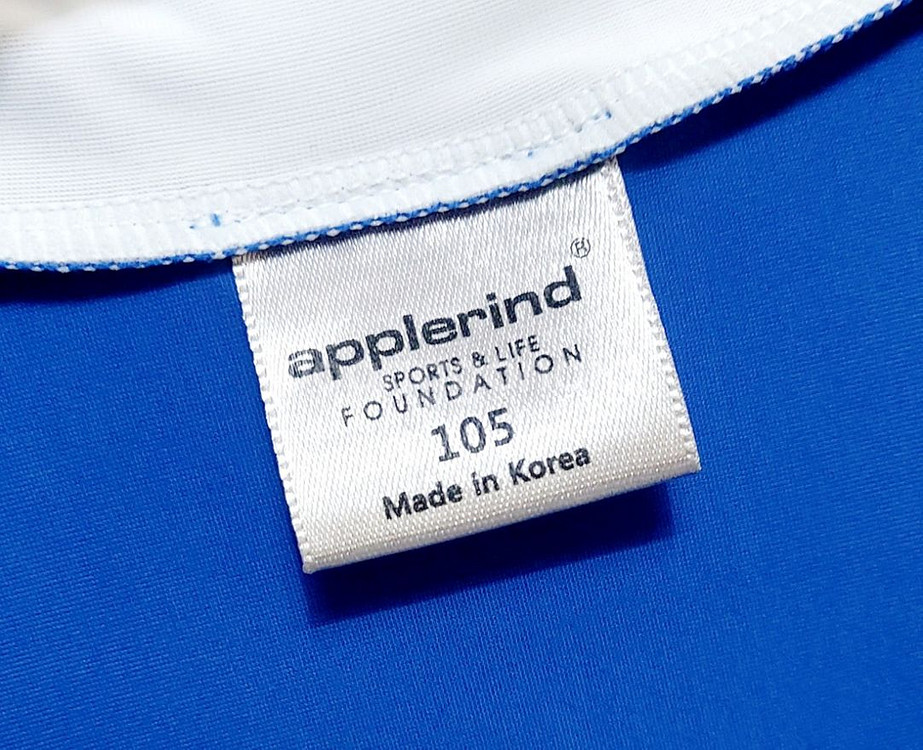 applerind®
SPORTS & LIFE
FOUNDATION
105
Made in Korea